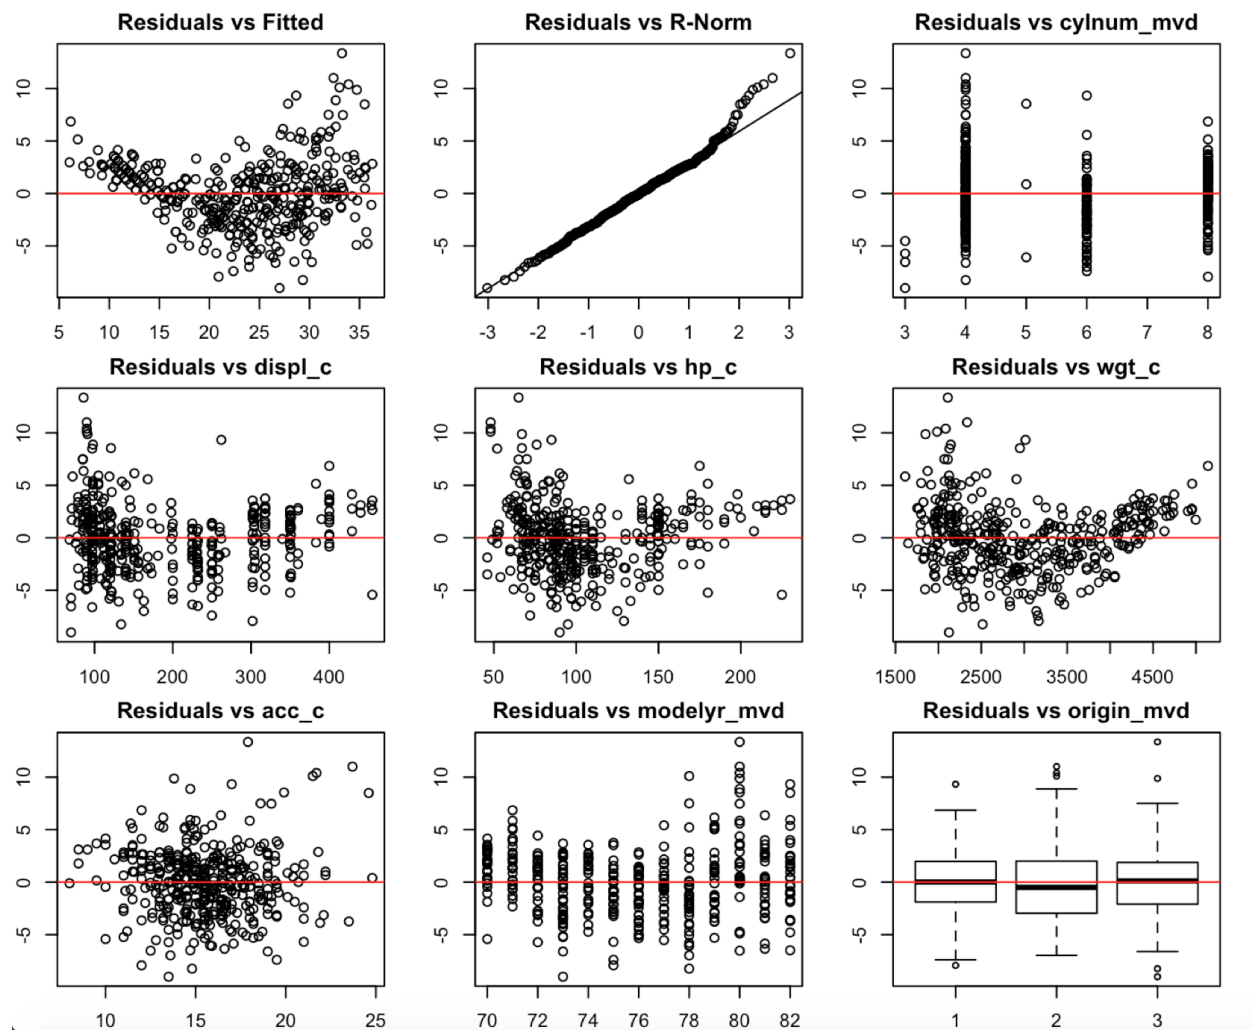 Residuals vs Fitted
10
5
0
-5
5 10 15 20 25 30 35
Residuals vs R-Norm
10
5
0
-5
-3 -2 -1 0 1 2 3
Residuals vs cylnum_mvd
10
5
0
-5
3 4 5 6 7 8
Residuals vs displ_c
10
5
0
-5
100 200 300 400
Residuals vs hp_c
10
5
0
-5
50 100 150 200
Residuals vs wgt_c
10
5
0
-5
1500 2500 3500 4500
Residuals vs acc_c
10
5
0
-5
10 15 20 25
Residuals vs modelyr_mvd
10
5
0
-5
70 72 74 76 78 80 82
Residuals vs origin_mvd
10
5
0
-5
1 2 3